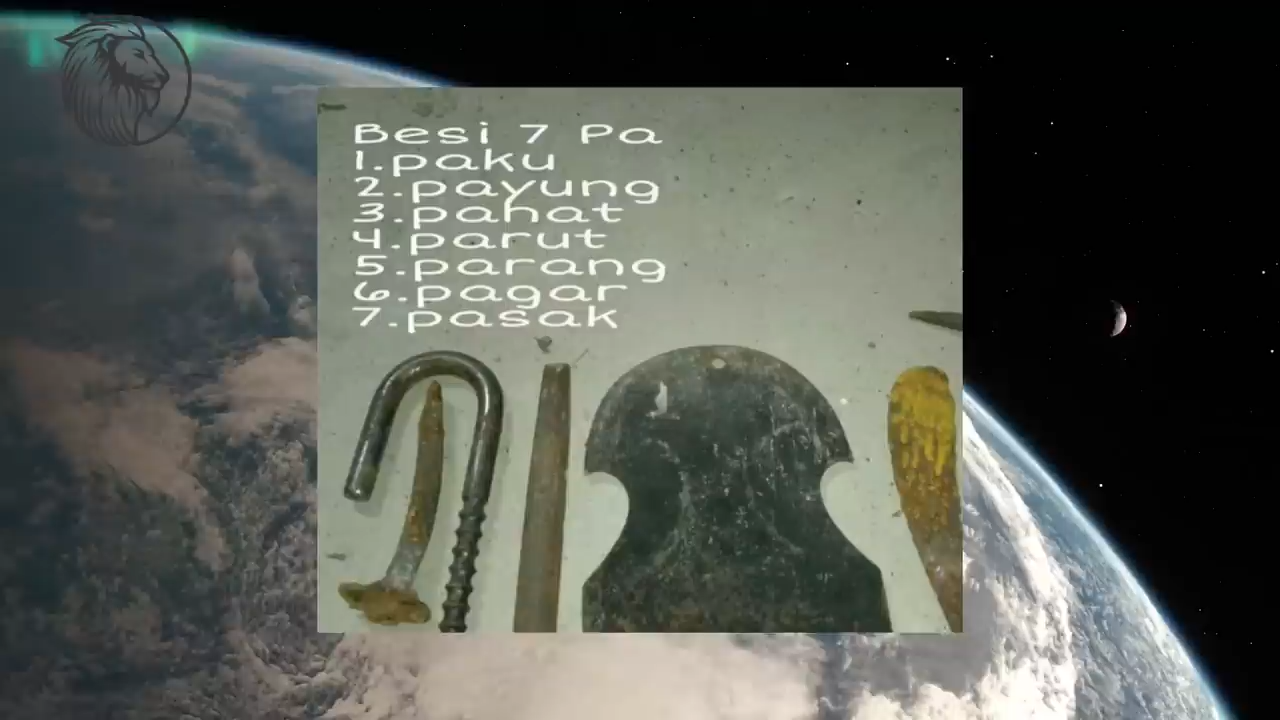 Besi 7 Pa
1.paku
2.payung
3.pahat
4.parut
5.parang
6.pagar
7.pasak